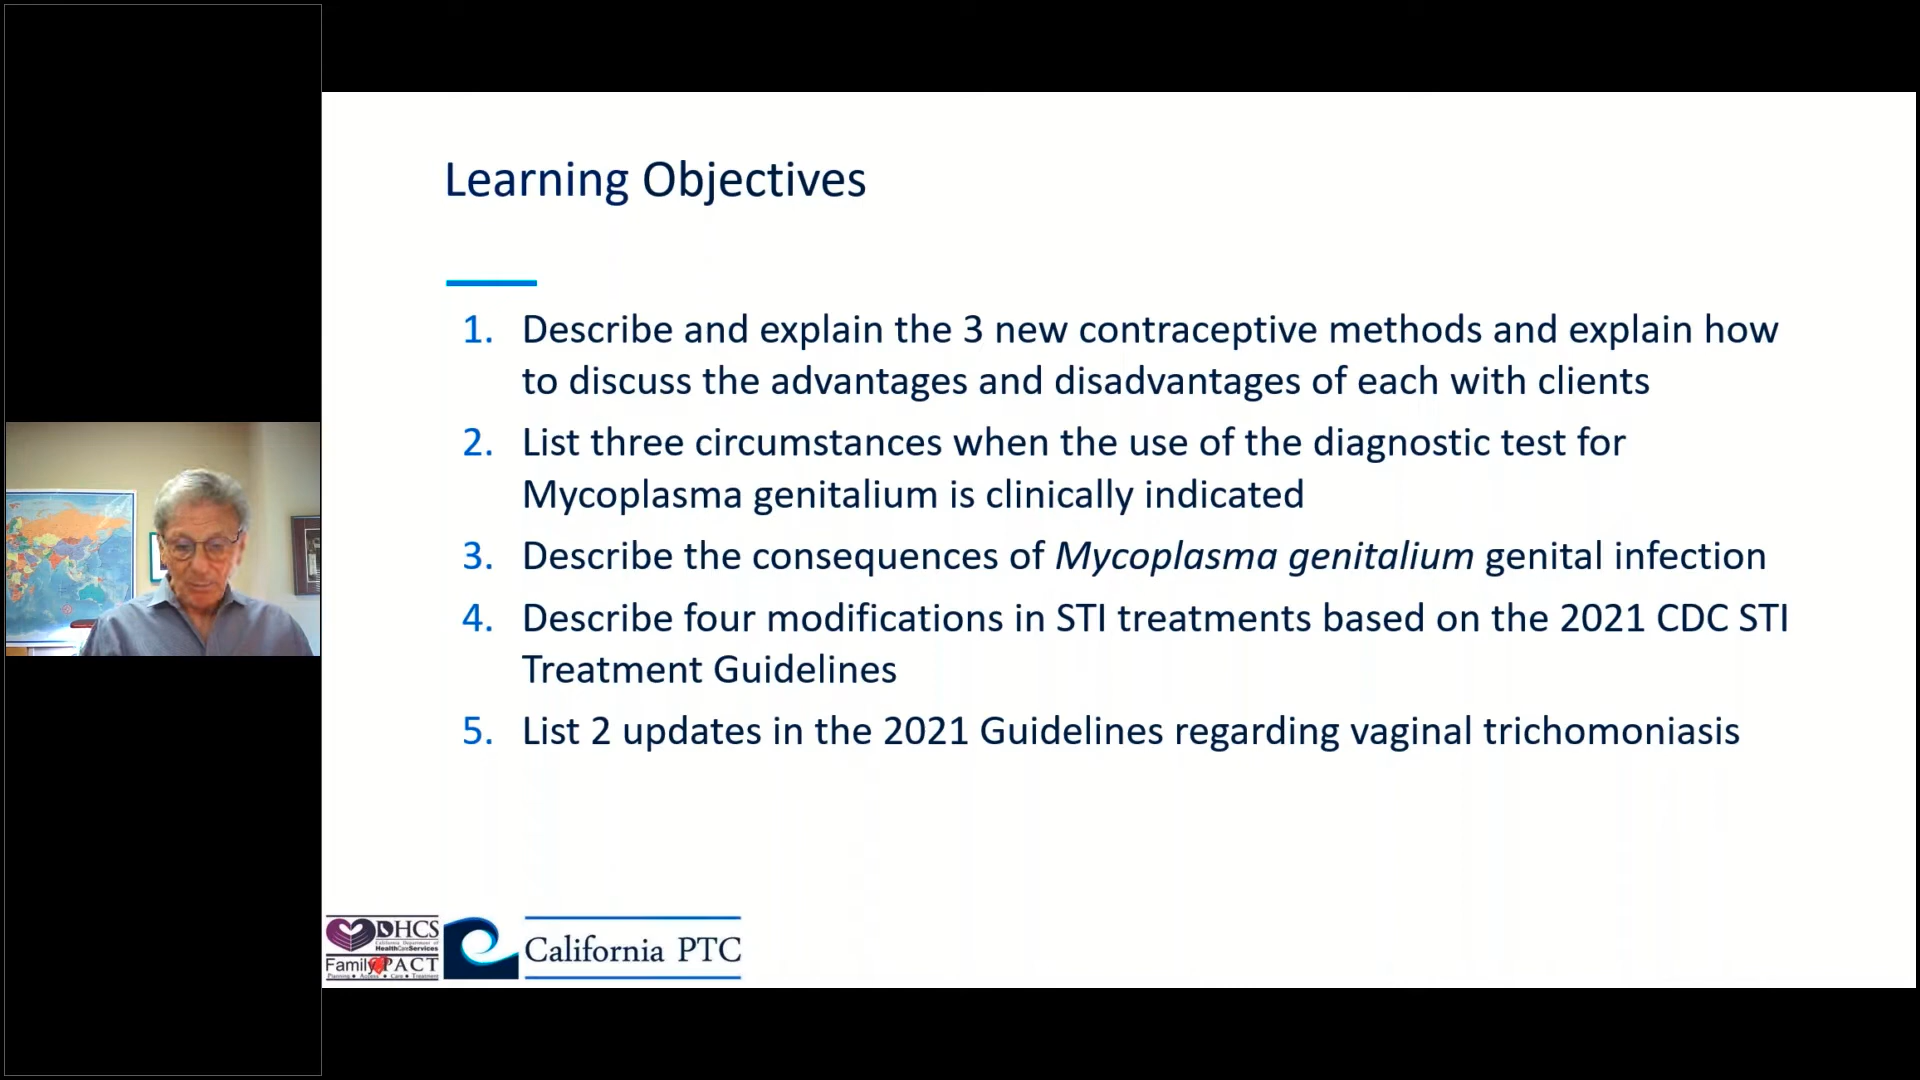 Learning Objectives
1. Describe and explain the 3 new contraceptive methods and explain how
to discuss the advantages and disadvantages of each with clients
2. List three circumstances when the use of the diagnostic test for
Mycoplasma genitalium is clinically indicated
3. Describe the consequences of Mycoplasma genitalium genital infection
4. Describe four modifications in STI treatments based on the 2021 CDC STI
Treatment Guidelines
5. List 2 updates in the 2021 Guidelines regarding vaginal trichomoniasis
DHCS
California Department of
HealthCareServices
Family PACT
Planning • Access • Care • Treatment
California PTC